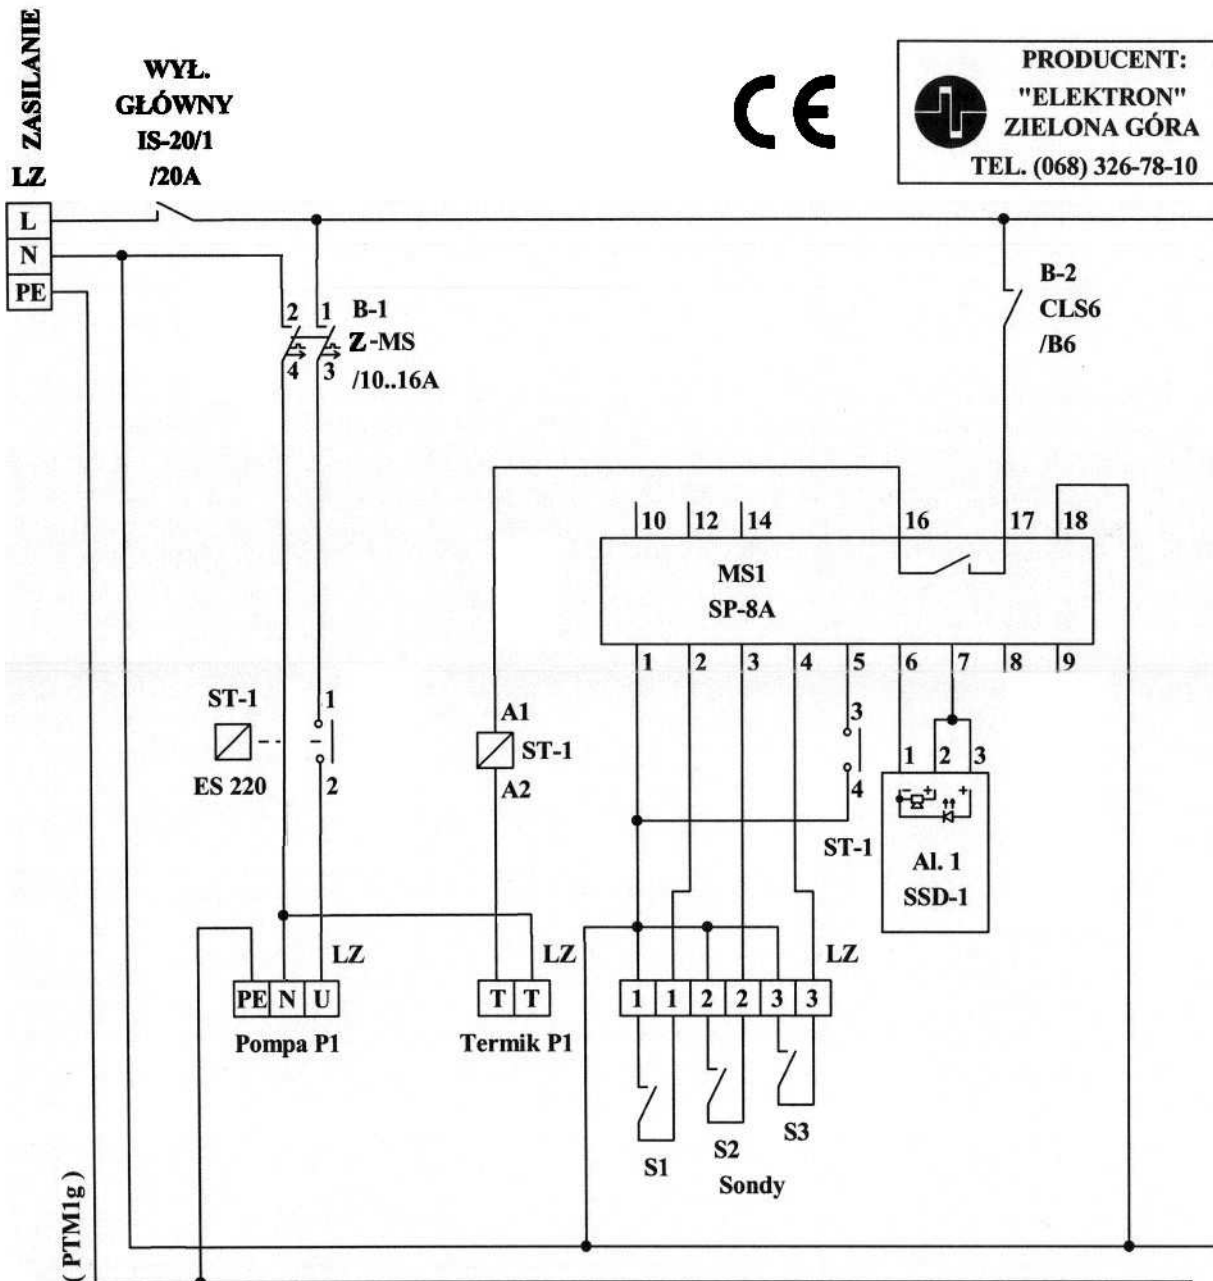 ZASILANIE
LZ
WYŁ.
GŁÓWNY
IS-20/1
/20A
CE
PRODUCENT:
"ELEKTRON"
ZIELONA GÓRA
TEL. (068) 326-78-10
L
N
PE
2 1 B-1
Z-MS
4 3 /10..16A
B-2
CLS6
/B6
10 12 14 16 17 18
MS1
SP-8A
1 2 3 4 5 6 7 8 9
ST-1 1
ES 220 2
A1
ST-1
A2
3
4
ST-1
1 2 3
- + +
Al. 1
SSD-1
LZ
PE N U
Pompa P1
LZ
T T
Termik P1
LZ
1 1 2 2 3 3
S1
S2
S3
Sondy
( PTM1g )